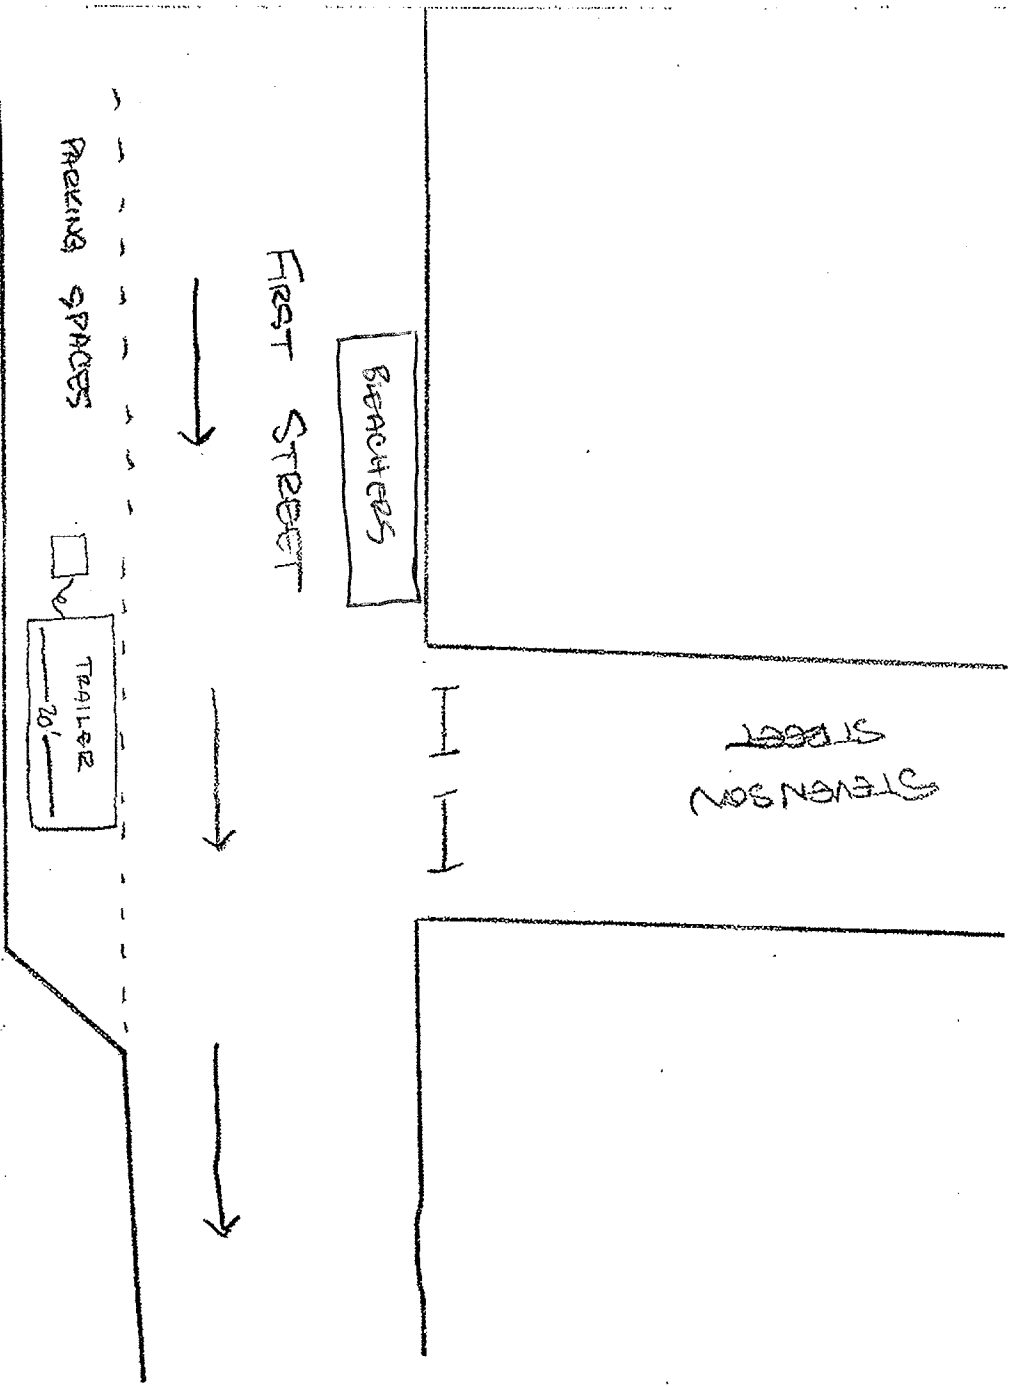 PARKING SPACES
FIRST STREET
BLEACHERS
TRAILER
20'
STEVENSON
STREET